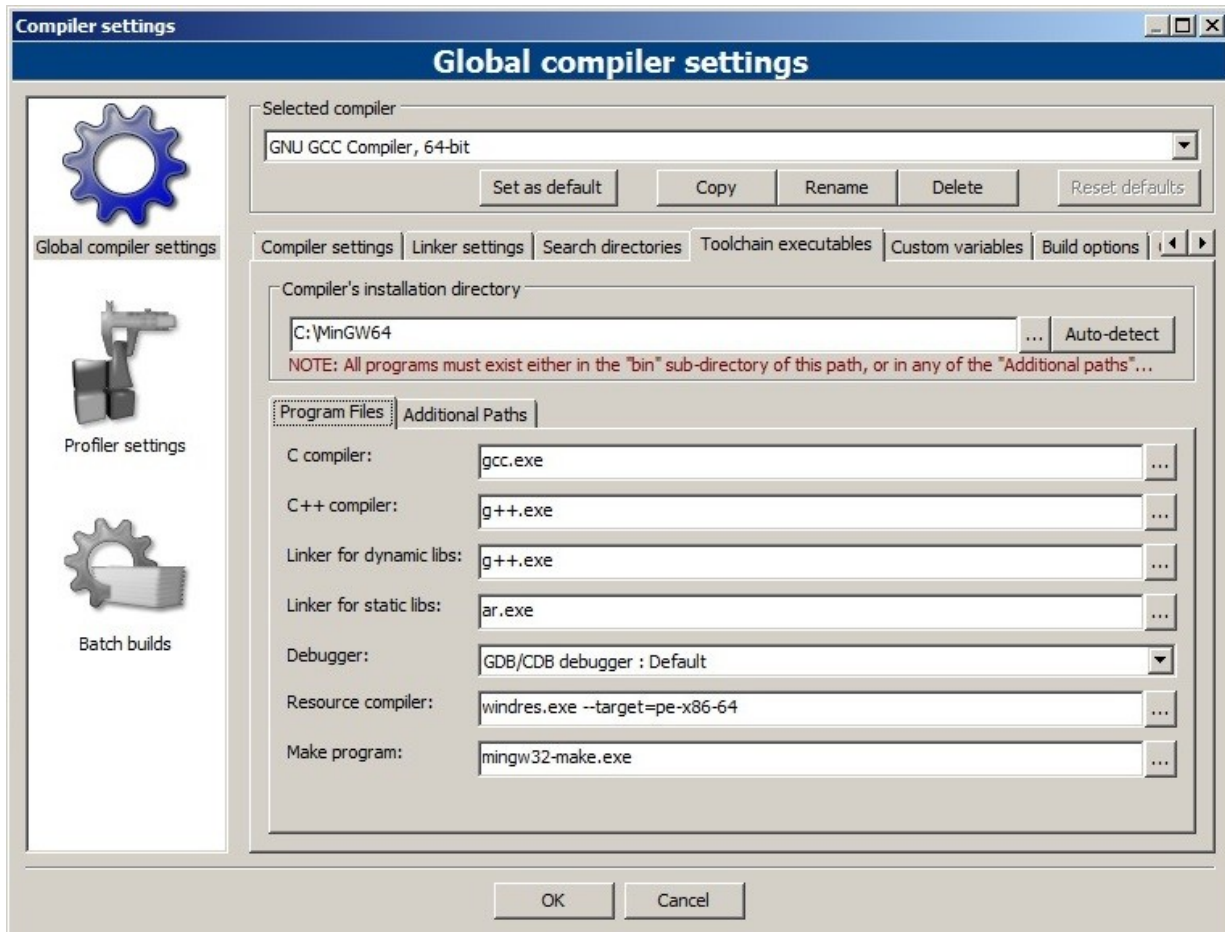 Compiler settings
Global compiler settings
Global compiler settings
Profiler settings
Batch builds
Selected compiler
GNU GCC Compiler, 64-bit
Set as default Copy Rename Delete Reset defaults
Compiler settings Linker settings Search directories Toolchain executables Custom variables Build options
Compiler's installation directory
C:\MinGW64 ... Auto-detect
NOTE: All programs must exist either in the "bin" sub-directory of this path, or in any of the "Additional paths"...
Program Files Additional Paths
C compiler: gcc.exe ...
C++ compiler: g++.exe ...
Linker for dynamic libs: g++.exe ...
Linker for static libs: ar.exe ...
Debugger: GDB/CDB debugger : Default
Resource compiler: windres.exe --target=pe-x86-64 ...
Make program: mingw32-make.exe ...
OK Cancel